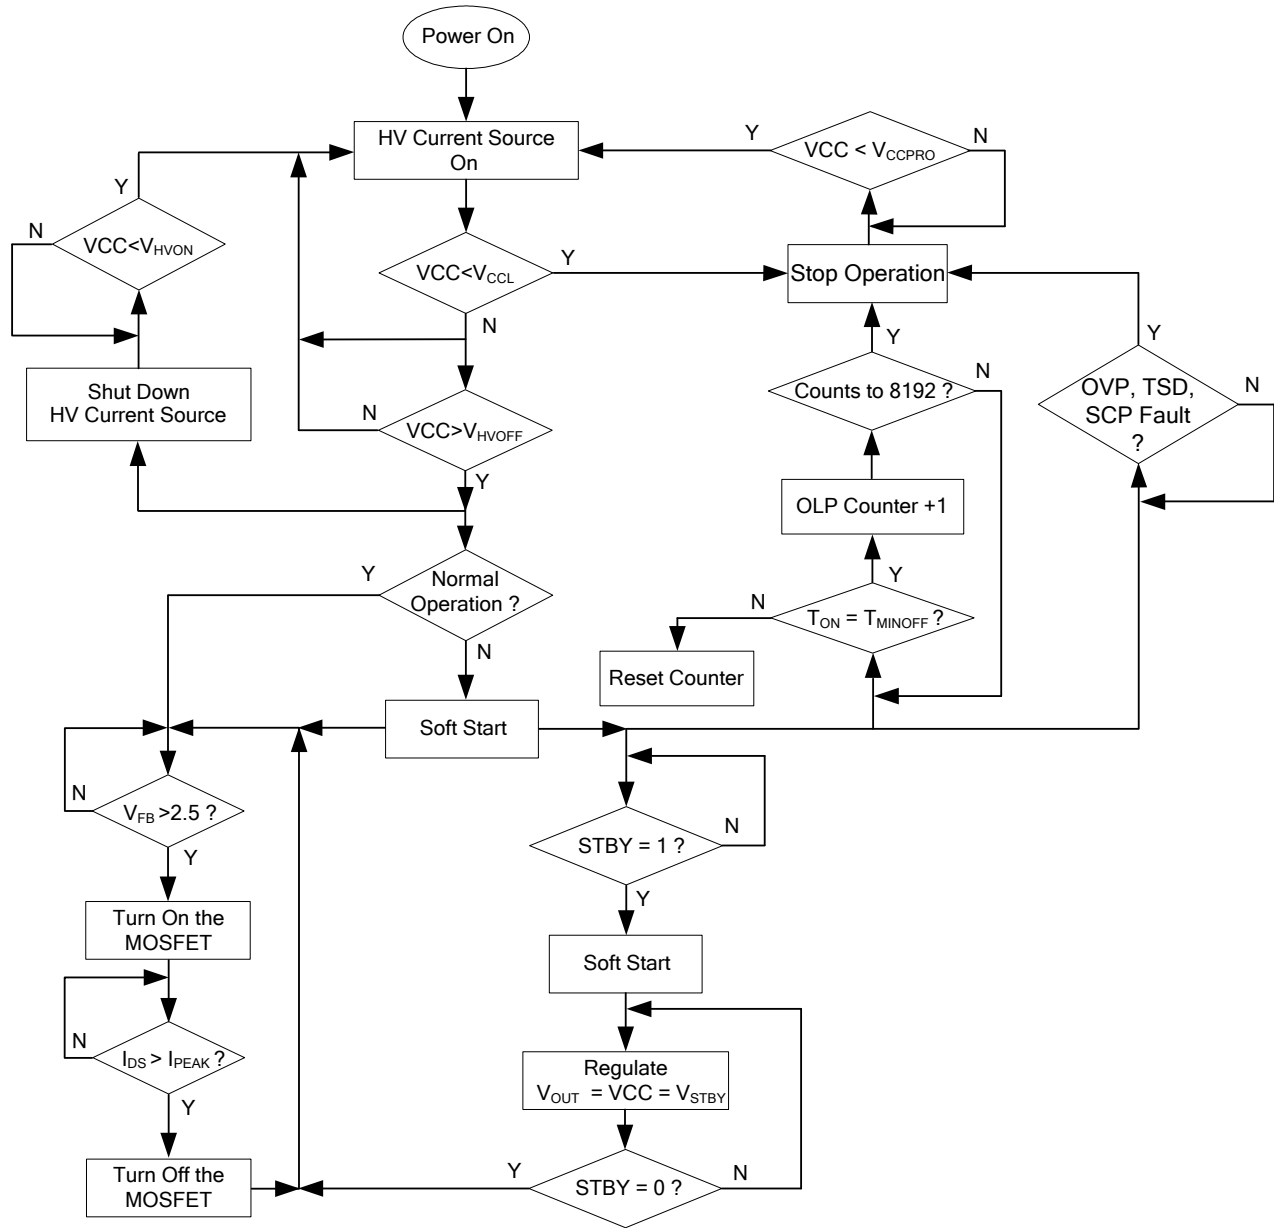 Power On
HV Current Source
On
Y
VCC < VCCPRO
N
Y
N
VCC<VHVON
VCC<VCCL
Y
Stop Operation
N
Y
Y
Shut Down
HV Current Source
N
VCC>VHVOFF
Counts to 8192 ?
N
OVP, TSD,
SCP Fault
?
N
Y
OLP Counter +1
Y
Normal
Operation ?
Y
N
TON = TMINOFF ?
N
Reset Counter
Soft Start
N
VFB >2.5 ?
Y
STBY = 1 ?
N
Y
Turn On the
MOSFET
Soft Start
N
IDS > IPEAK ?
Y
Regulate
VOUT = VCC = VSTBY
Turn Off the
MOSFET
Y
STBY = 0 ?
N